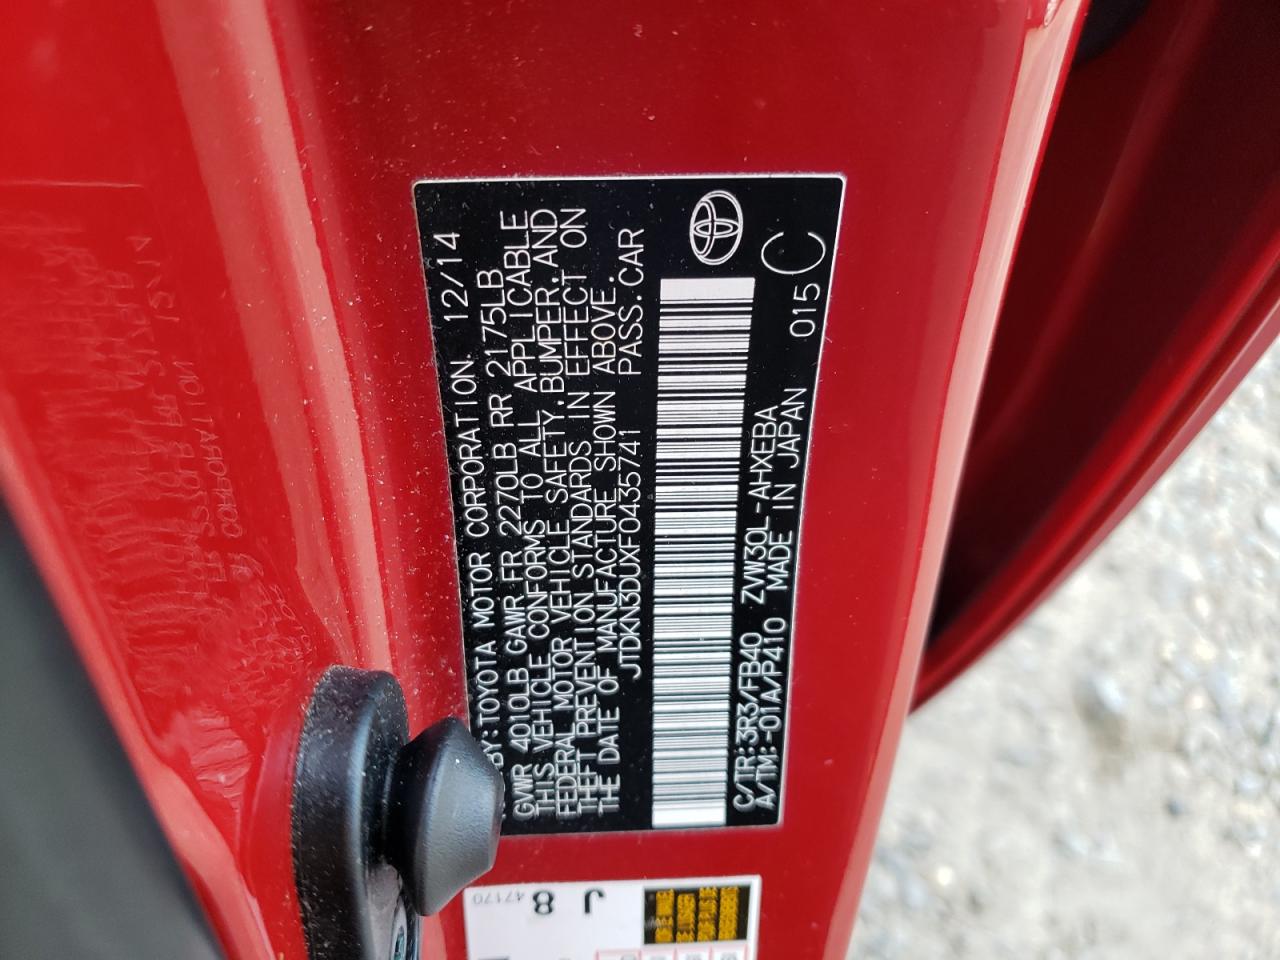 BY:TOYOTA MOTOR CORPORATION 12/14
GVWR 4010LB GAWR FR 2270LB RR 2175LB
THIS VEHICLE CONFORMS TO ALL APPLICABLE
FEDERAL MOTOR VEHICLE SAFETY,BUMPER,AND
THEFT PREVENTION STANDARDS IN EFFECT ON
THE DATE OF MANUFACTURE SHOWN ABOVE.
JTDKN3DUXF0435741 PASS.CAR
C/TR:3R3/FB40 ZVW30L-AHXEBA
A/TM:-01A/P410 MADE IN JAPAN 015 C
J 8
47170